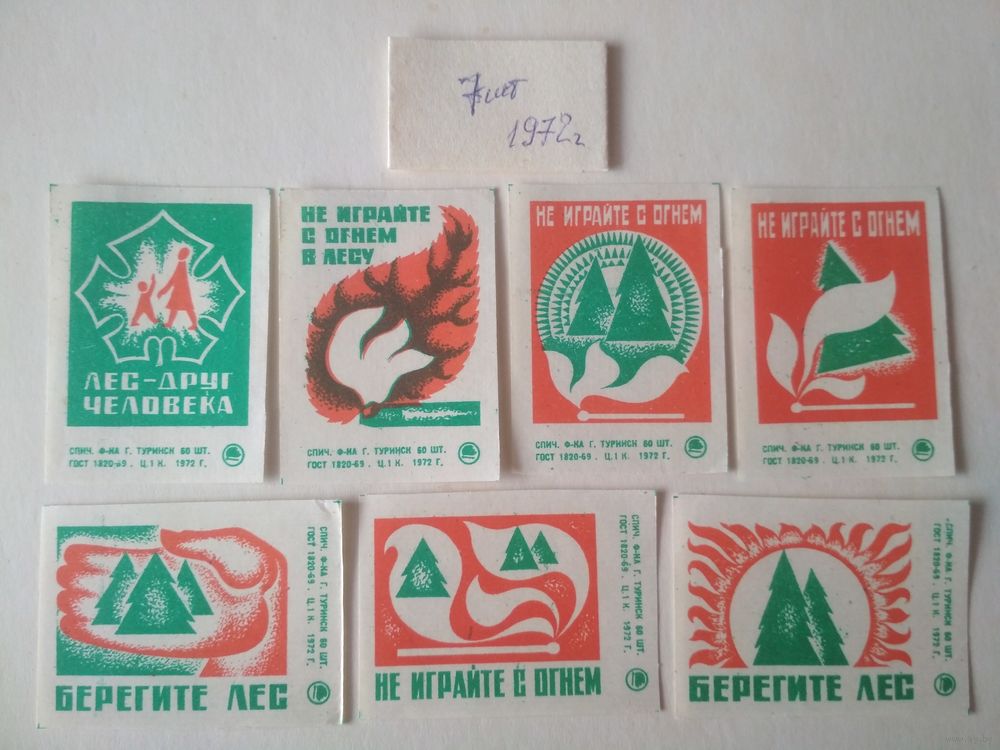 7 шт
1972 г
ЛЕС-ДРУГ
ЧЕЛОВЕКА
СПИЧ. Ф-КА Г. ТУРИНСК 60 ШТ.
ГОСТ 1820-69. Ц. 1 К. 1972 Г.
НЕ ИГРАЙТЕ
С ОГНЕМ
В ЛЕСУ
СПИЧ. Ф-КА Г. ТУРИНСК 60 ШТ.
ГОСТ 1820-69. Ц. 1 К. 1972 Г.
НЕ ИГРАЙТЕ С ОГНЕМ
СПИЧ. Ф-КА Г. ТУРИНСК 60 ШТ.
ГОСТ 1820-69. Ц. 1 К. 1972 Г.
НЕ ИГРАЙТЕ С ОГНЕМ
СПИЧ. Ф-КА Г. ТУРИНСК 60 ШТ.
ГОСТ 1820-69. Ц. 1 К. 1972 Г.
БЕРЕГИТЕ ЛЕС
СПИЧ. Ф-КА Г. ТУРИНСК 60 ШТ.
ГОСТ 1820-69. Ц. 1 К. 1972 Г.
НЕ ИГРАЙТЕ С ОГНЕМ
СПИЧ. Ф-КА Г. ТУРИНСК 60 ШТ.
ГОСТ 1820-69. Ц. 1 К. 1972 Г.
БЕРЕГИТЕ ЛЕС
СПИЧ. Ф-КА Г. ТУРИНСК 60 ШТ.
ГОСТ 1820-69. Ц. 1 К. 1972 Г.